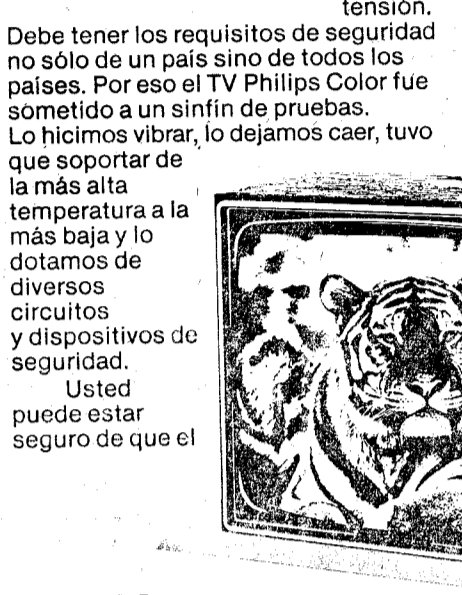 tensión.
Debe tener los requisitos de seguridad
no sólo de un país sino de todos los
países. Por eso el TV Philips Color fue
sometido a un sinfín de pruebas.
Lo hicimos vibrar, lo dejamos caer, tuvo
que soportar de
la más alta
temperatura a la
más baja y lo
dotamos de
diversos
circuitos
y dispositivos de
seguridad.
Usted
puede estar
seguro de que el